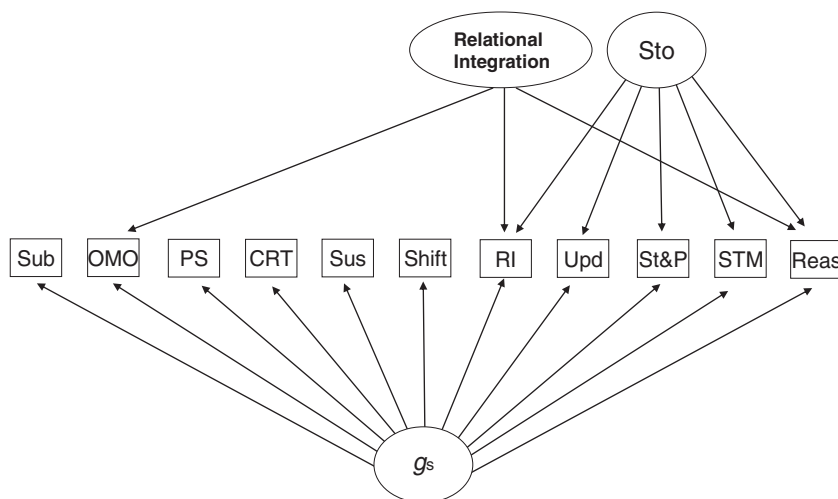 Relational
Integration
Sto
Sub OMO PS CRT Sus Shift RI Upd St&P STM Reas
gs